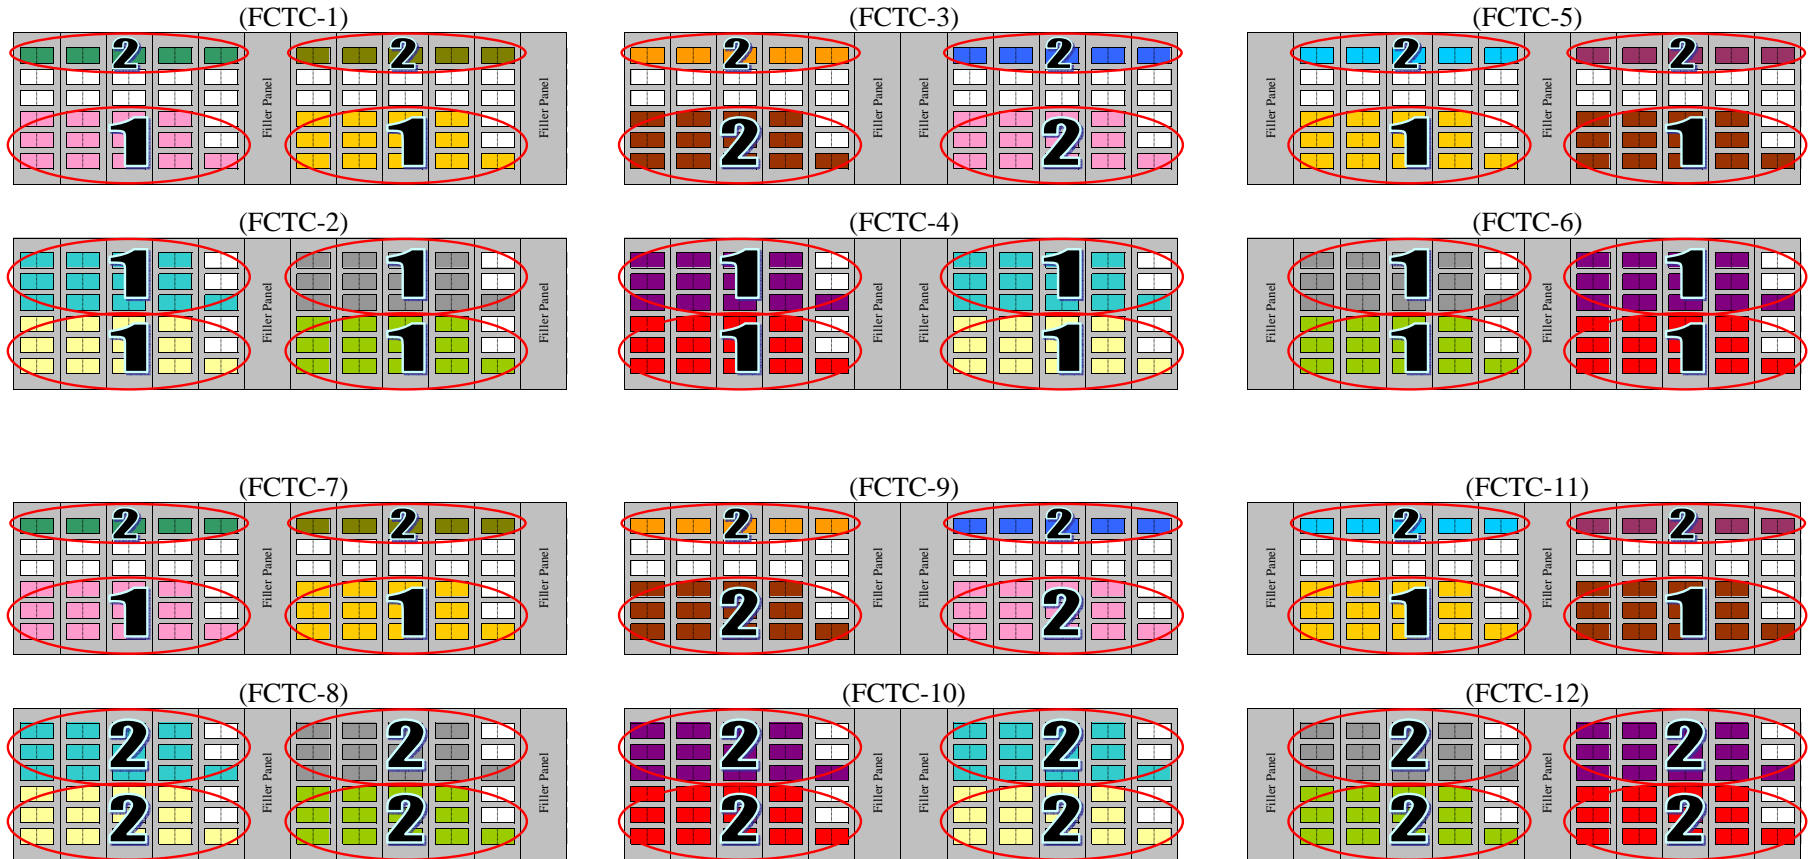 (FCTC-1) (FCTC-3) (FCTC-5)
2 2 2 2 2 2
Filler Panel Filler Panel Filler Panel Filler Panel Filler Panel Filler Panel
1 1 2 2 1 1
(FCTC-2) (FCTC-4) (FCTC-6)
1 1 1 1 1 1
Filler Panel Filler Panel Filler Panel Filler Panel Filler Panel Filler Panel
1 1 1 1 1 1
(FCTC-7) (FCTC-9) (FCTC-11)
2 2 2 2 2 2
Filler Panel Filler Panel Filler Panel Filler Panel Filler Panel Filler Panel
1 1 2 2 1 1
(FCTC-8) (FCTC-10) (FCTC-12)
2 2 2 2 2 2
Filler Panel Filler Panel Filler Panel Filler Panel Filler Panel Filler Panel
2 2 2 2 2 2